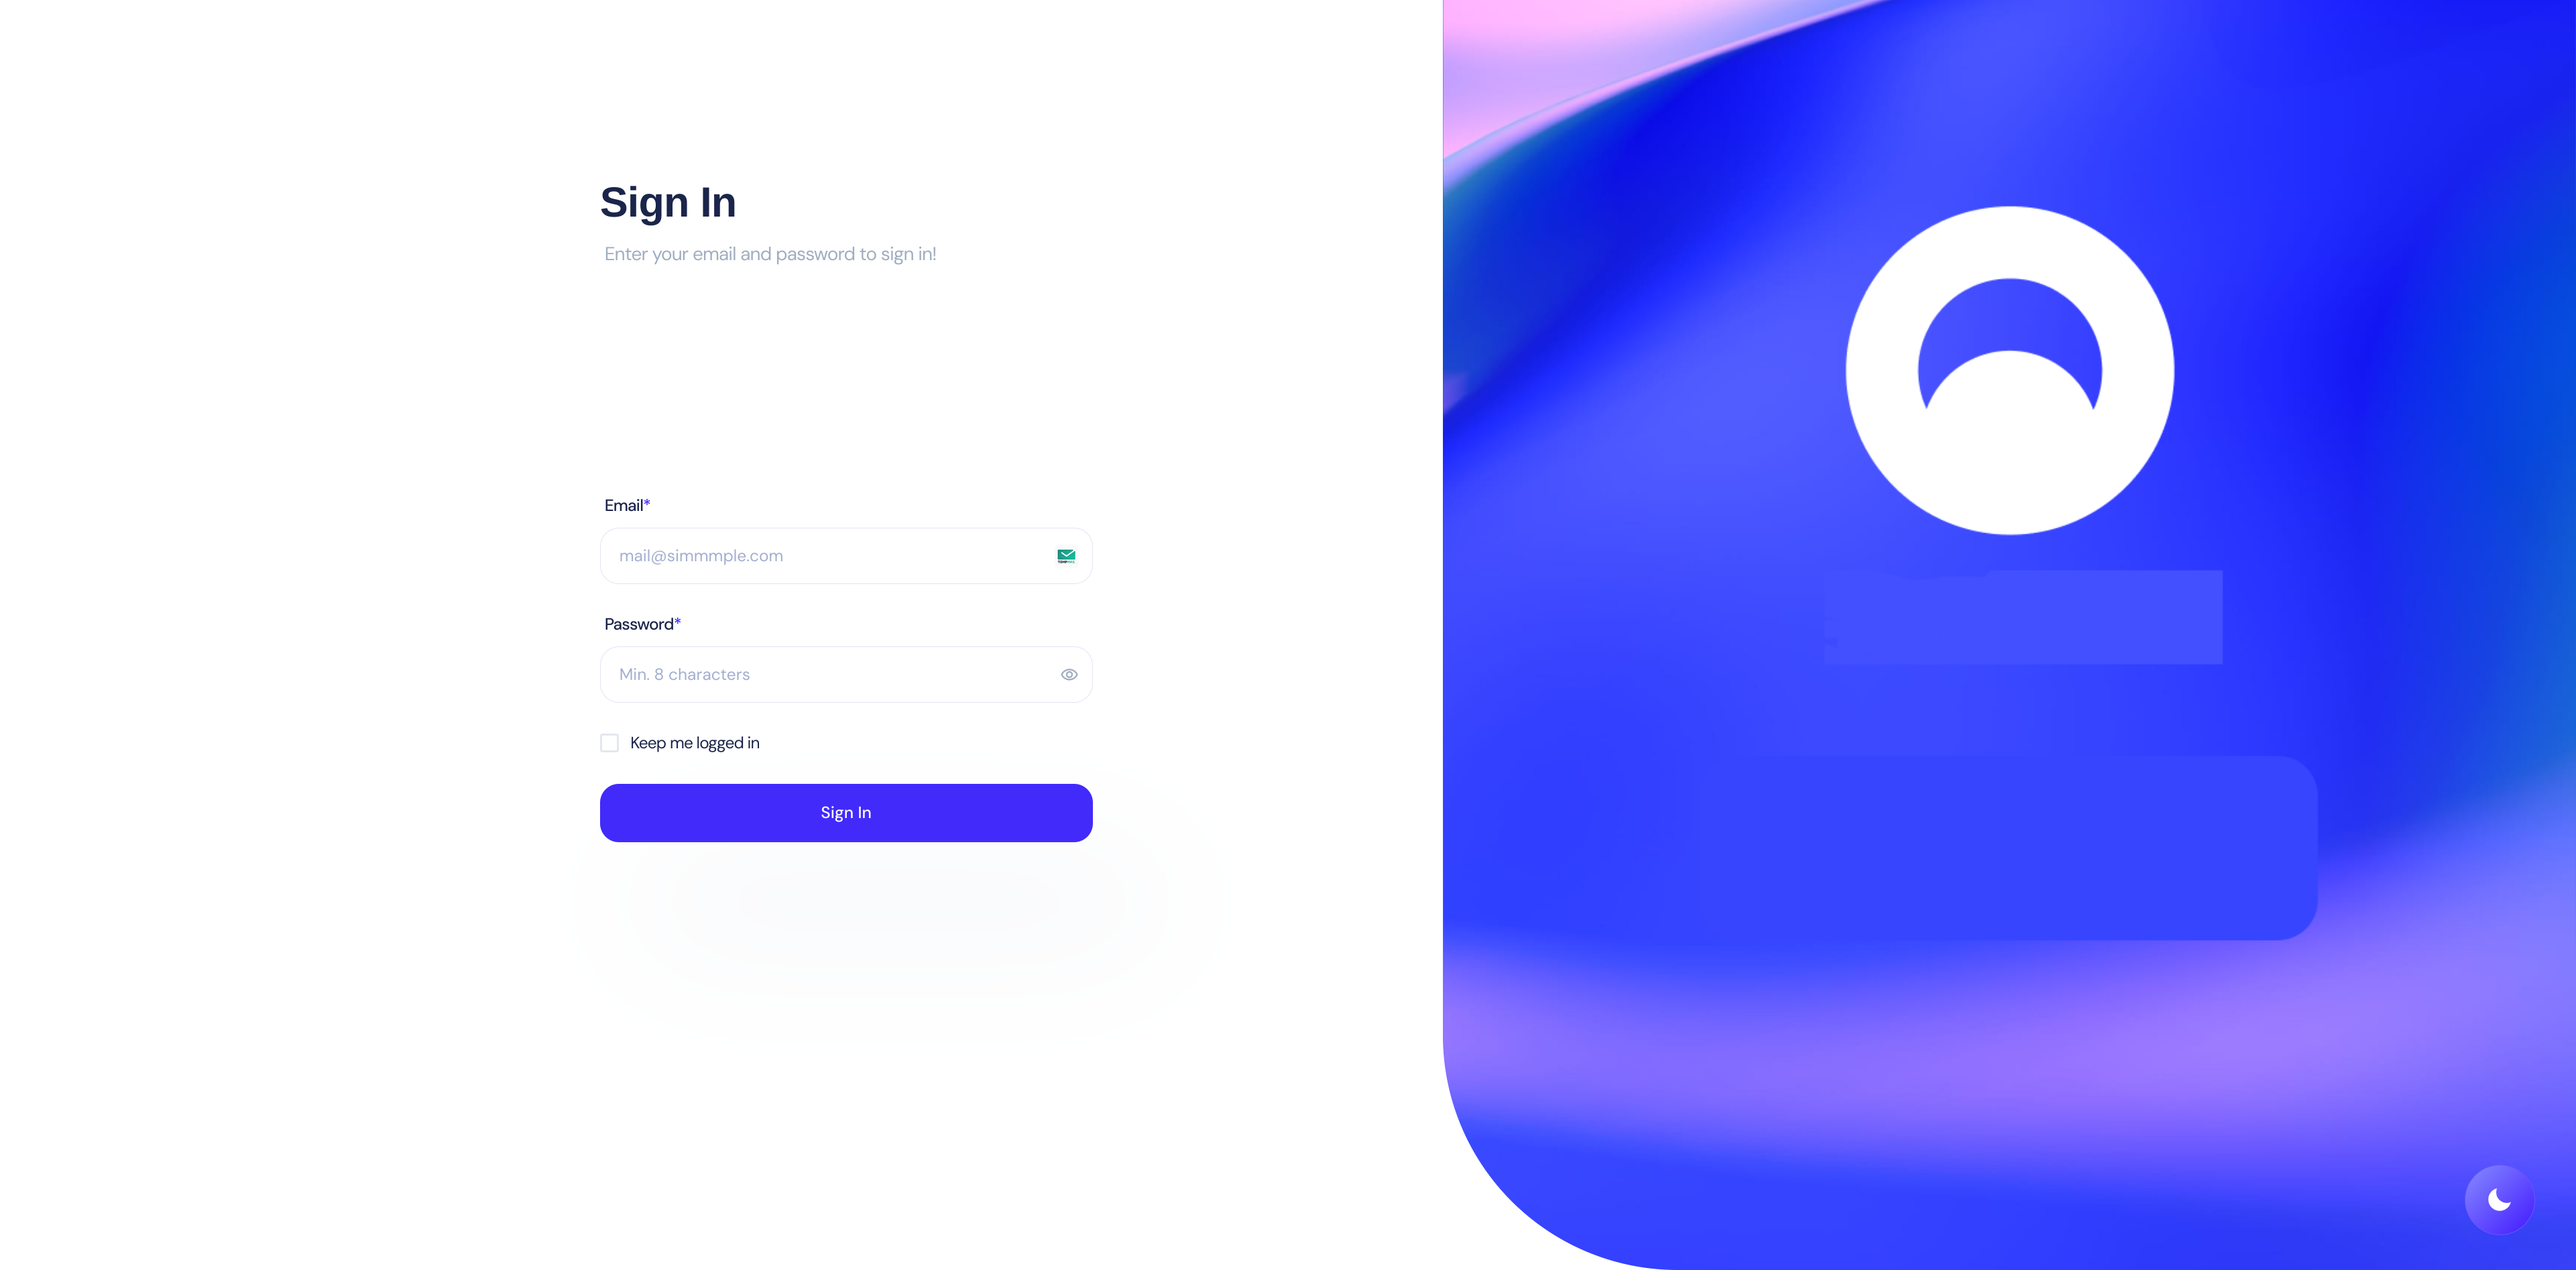 Sign In
Enter your email and password to sign in!
Email*
mail@simmmple.com
Password*
Min. 8 characters
Keep me logged in
Sign In